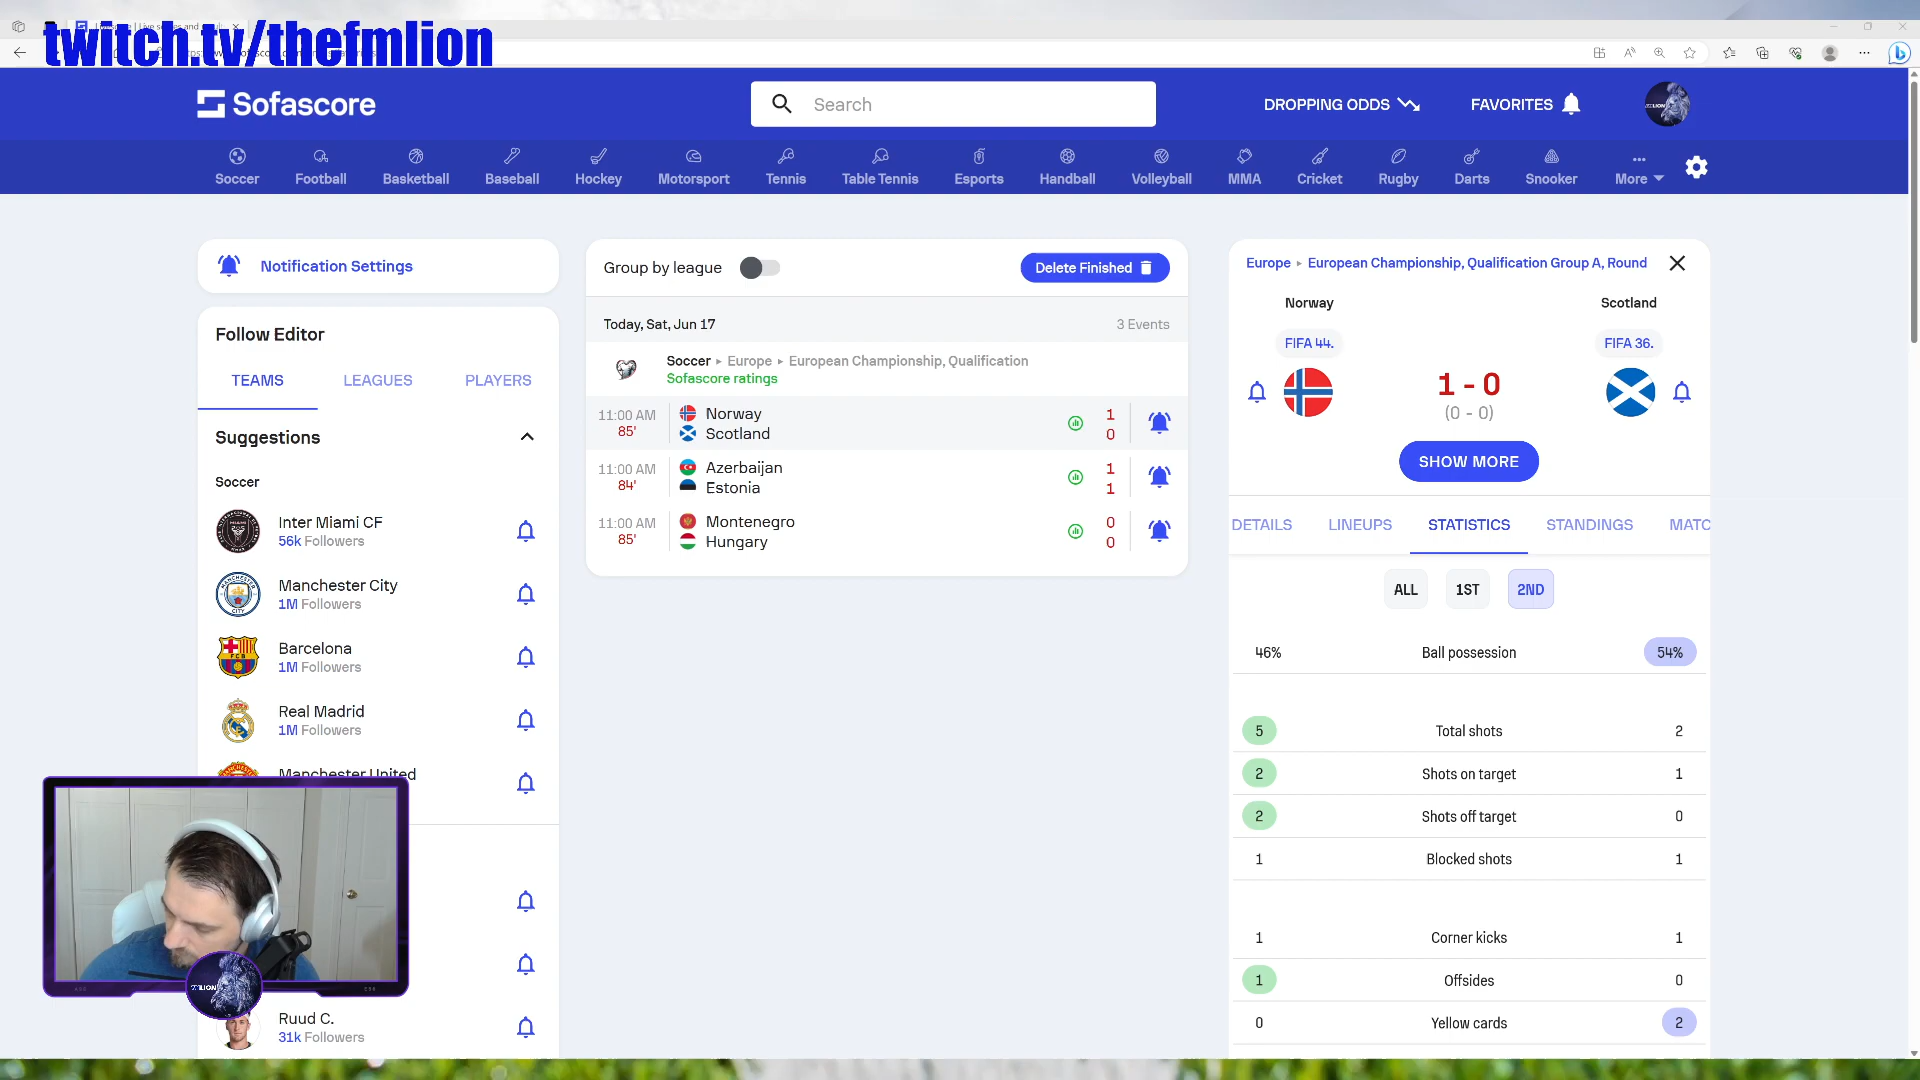 twitch.tv/thefmlion
Sofascore
Search
DROPPING ODDS
FAVORITES
Soccer
Football
Basketball
Baseball
Hockey
Motorsport
Tennis
Table Tennis
Esports
Handball
Volleyball
MMA
Cricket
Rugby
Darts
Snooker
More
Notification Settings
Follow Editor
TEAMS
LEAGUES
PLAYERS
Suggestions
Soccer
Inter Miami CF
56k Followers
Manchester City
1M Followers
Barcelona
1M Followers
Real Madrid
1M Followers
Manchester United
Ruud C.
31k Followers
Group by league
Delete Finished
Today, Sat, Jun 17
3 Events
Soccer
Europe
European Championship, Qualification
Sofascore ratings
11:00 AM
85'
Norway
Scotland
1
0
11:00 AM
84'
Azerbaijan
Estonia
1
1
11:00 AM
85'
Montenegro
Hungary
0
0
Europe
European Championship, Qualification Group A, Round
Norway
Scotland
FIFA 44.
FIFA 36.
1 - 0
(0 - 0)
SHOW MORE
DETAILS
LINEUPS
STATISTICS
STANDINGS
MATC
ALL
1ST
2ND
46% Ball possession 54%
5 Total shots 2
2 Shots on target 1
2 Shots off target 0
1 Blocked shots 1
1 Corner kicks 1
1 Offsides 0
0 Yellow cards 2